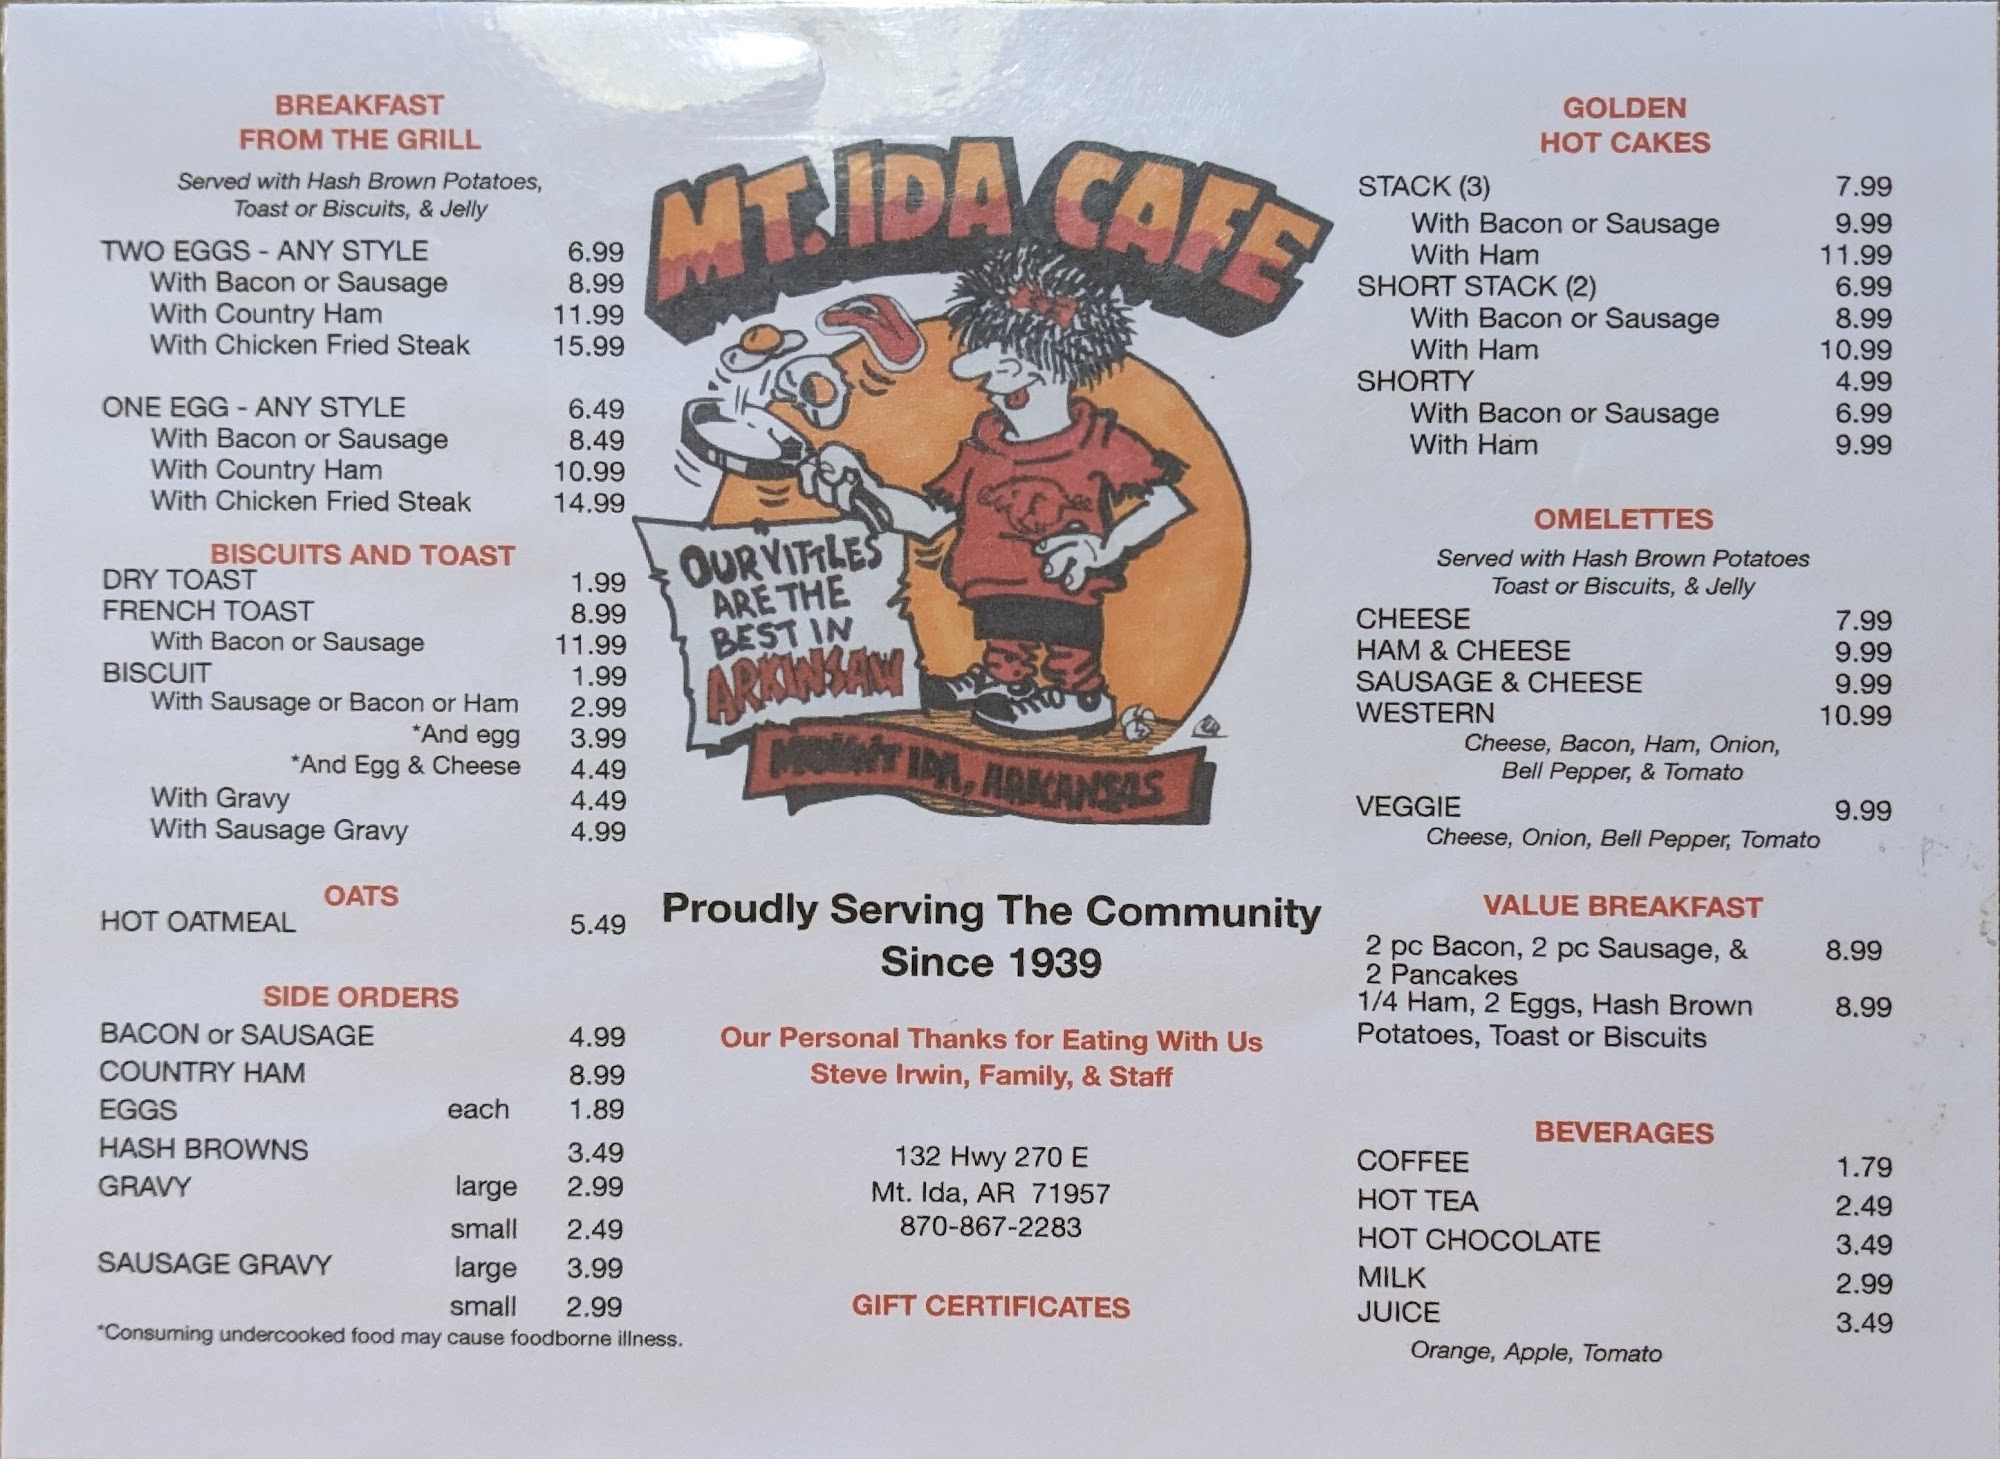 BREAKFAST
FROM THE GRILL
Served with Hash Brown Potatoes,
Toast or Biscuits, & Jelly
TWO EGGS - ANY STYLE 6.99
With Bacon or Sausage 8.99
With Country Ham 11.99
With Chicken Fried Steak 15.99
ONE EGG - ANY STYLE 6.49
With Bacon or Sausage 8.49
With Country Ham 10.99
With Chicken Fried Steak 14.99
BISCUITS AND TOAST
DRY TOAST 1.99
FRENCH TOAST 8.99
With Bacon or Sausage 11.99
BISCUIT 1.99
With Sausage or Bacon or Ham 2.99
*And egg 3.99
*And Egg & Cheese 4.49
With Gravy 4.49
With Sausage Gravy 4.99
OATS
HOT OATMEAL 5.49
SIDE ORDERS
BACON or SAUSAGE 4.99
COUNTRY HAM 8.99
EGGS each 1.89
HASH BROWNS 3.49
GRAVY large 2.99
small 2.49
SAUSAGE GRAVY large 3.99
small 2.99
*Consuming undercooked food may cause foodborne illness.
MT. IDA CAFE
OUR VITTLES
ARE THE
BEST IN
ARKINSAW
MOUNT IDA, ARKANSAS
Proudly Serving The Community
Since 1939
Our Personal Thanks for Eating With Us
Steve Irwin, Family, & Staff
132 Hwy 270 E
Mt. Ida, AR 71957
870-867-2283
GIFT CERTIFICATES
GOLDEN
HOT CAKES
STACK (3) 7.99
With Bacon or Sausage 9.99
With Ham 11.99
SHORT STACK (2) 6.99
With Bacon or Sausage 8.99
With Ham 10.99
SHORTY 4.99
With Bacon or Sausage 6.99
With Ham 9.99
OMELETTES
Served with Hash Brown Potatoes
Toast or Biscuits, & Jelly
CHEESE 7.99
HAM & CHEESE 9.99
SAUSAGE & CHEESE 9.99
WESTERN 10.99
Cheese, Bacon, Ham, Onion,
Bell Pepper, & Tomato
VEGGIE 9.99
Cheese, Onion, Bell Pepper, Tomato
VALUE BREAKFAST
2 pc Bacon, 2 pc Sausage, & 8.99
2 Pancakes
1/4 Ham, 2 Eggs, Hash Brown 8.99
Potatoes, Toast or Biscuits
BEVERAGES
COFFEE 1.79
HOT TEA 2.49
HOT CHOCOLATE 3.49
MILK 2.99
JUICE 3.49
Orange, Apple, Tomato